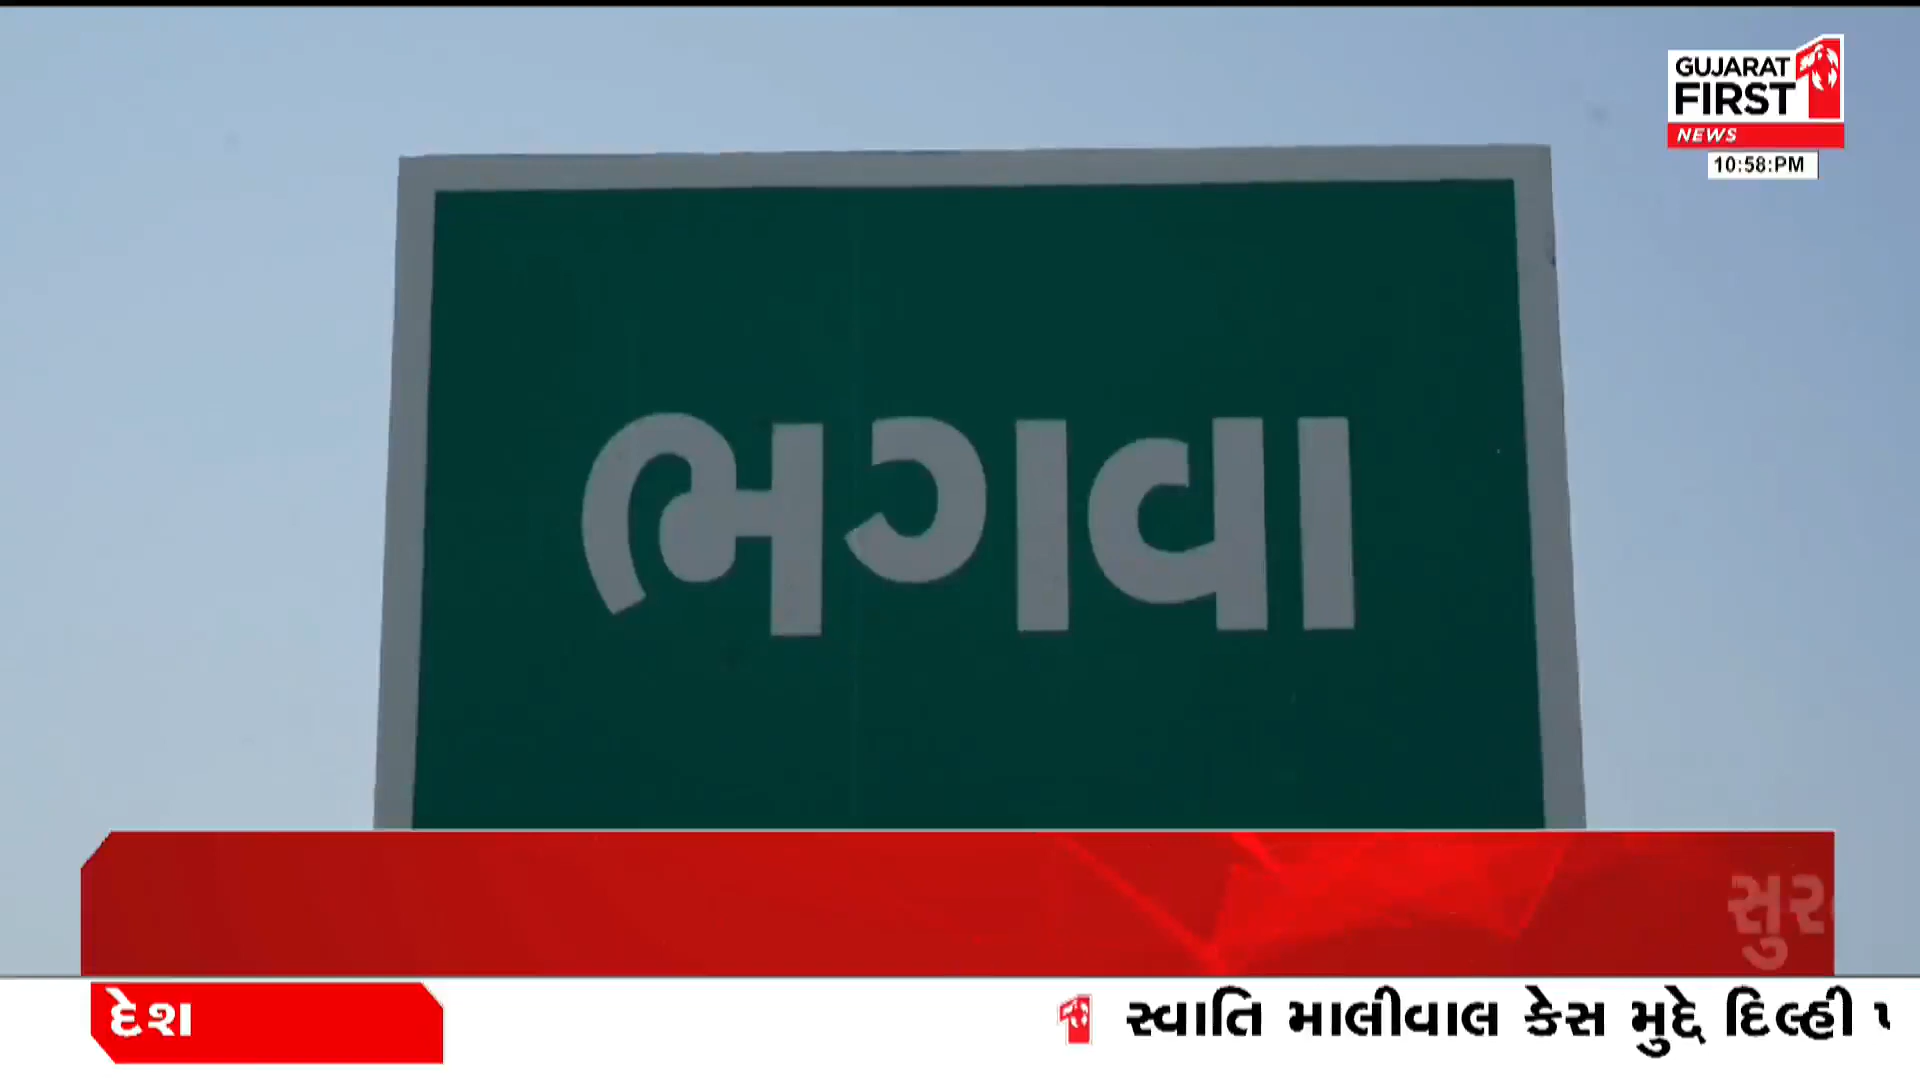 GUJARAT
FIRST
NEWS
10:58:PM
ભગવા
દેશ
સ્વાતિ માલીવાલ કેસ મુદ્દે દિલ્હી